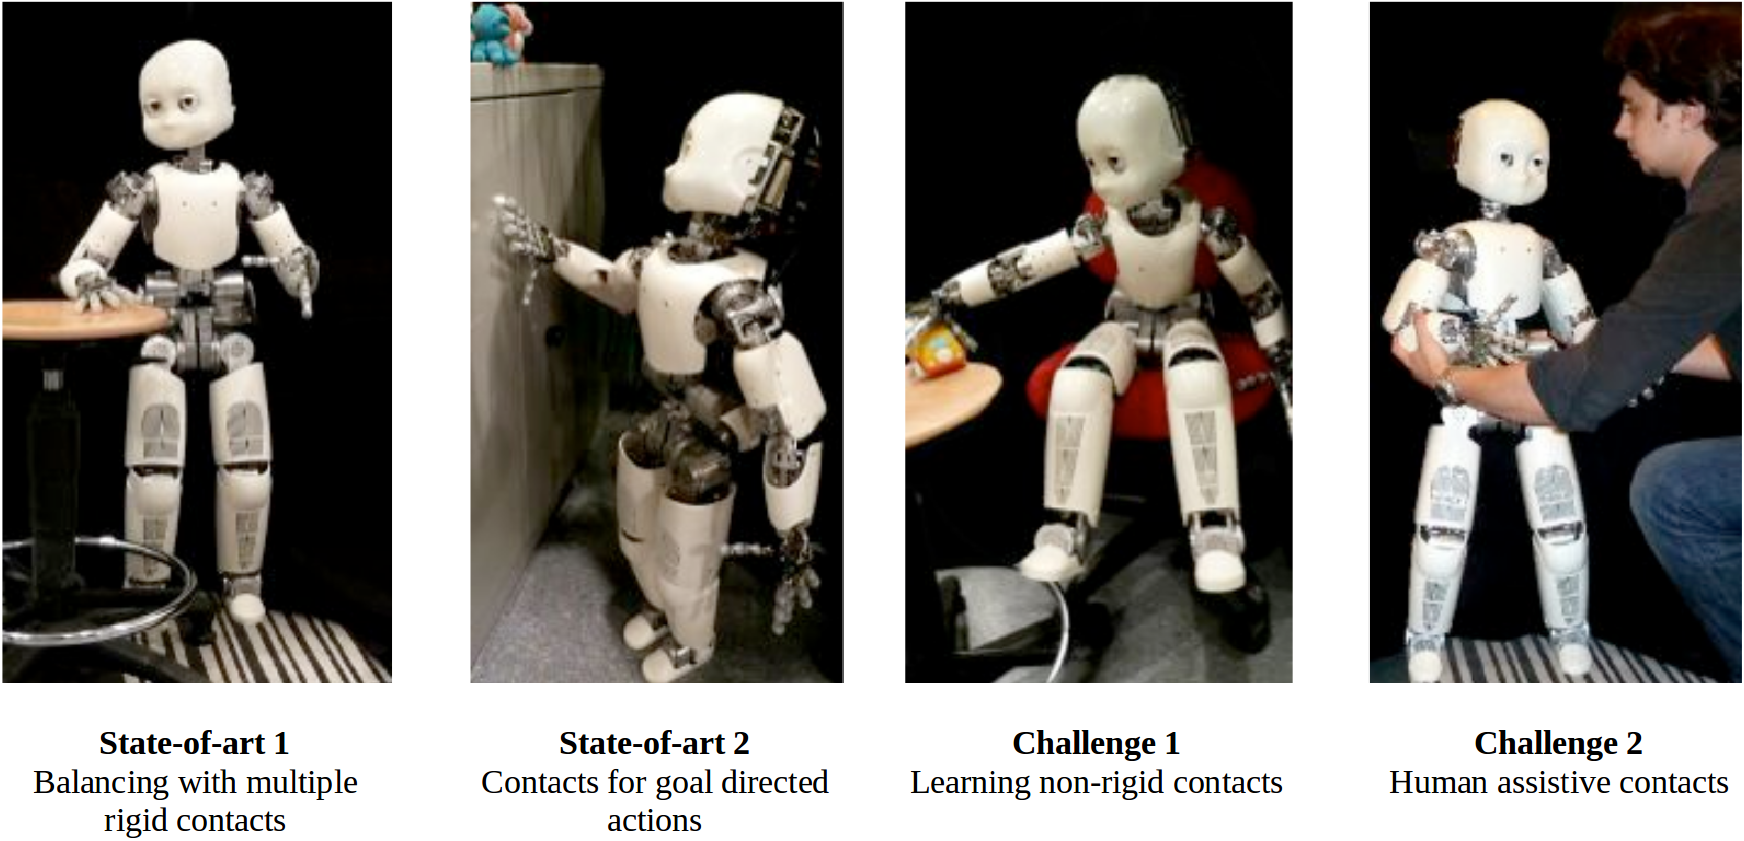 State-of-art 1
Balancing with multiple
rigid contacts
State-of-art 2
Contacts for goal directed
actions
Challenge 1
Learning non-rigid contacts
Challenge 2
Human assistive contacts